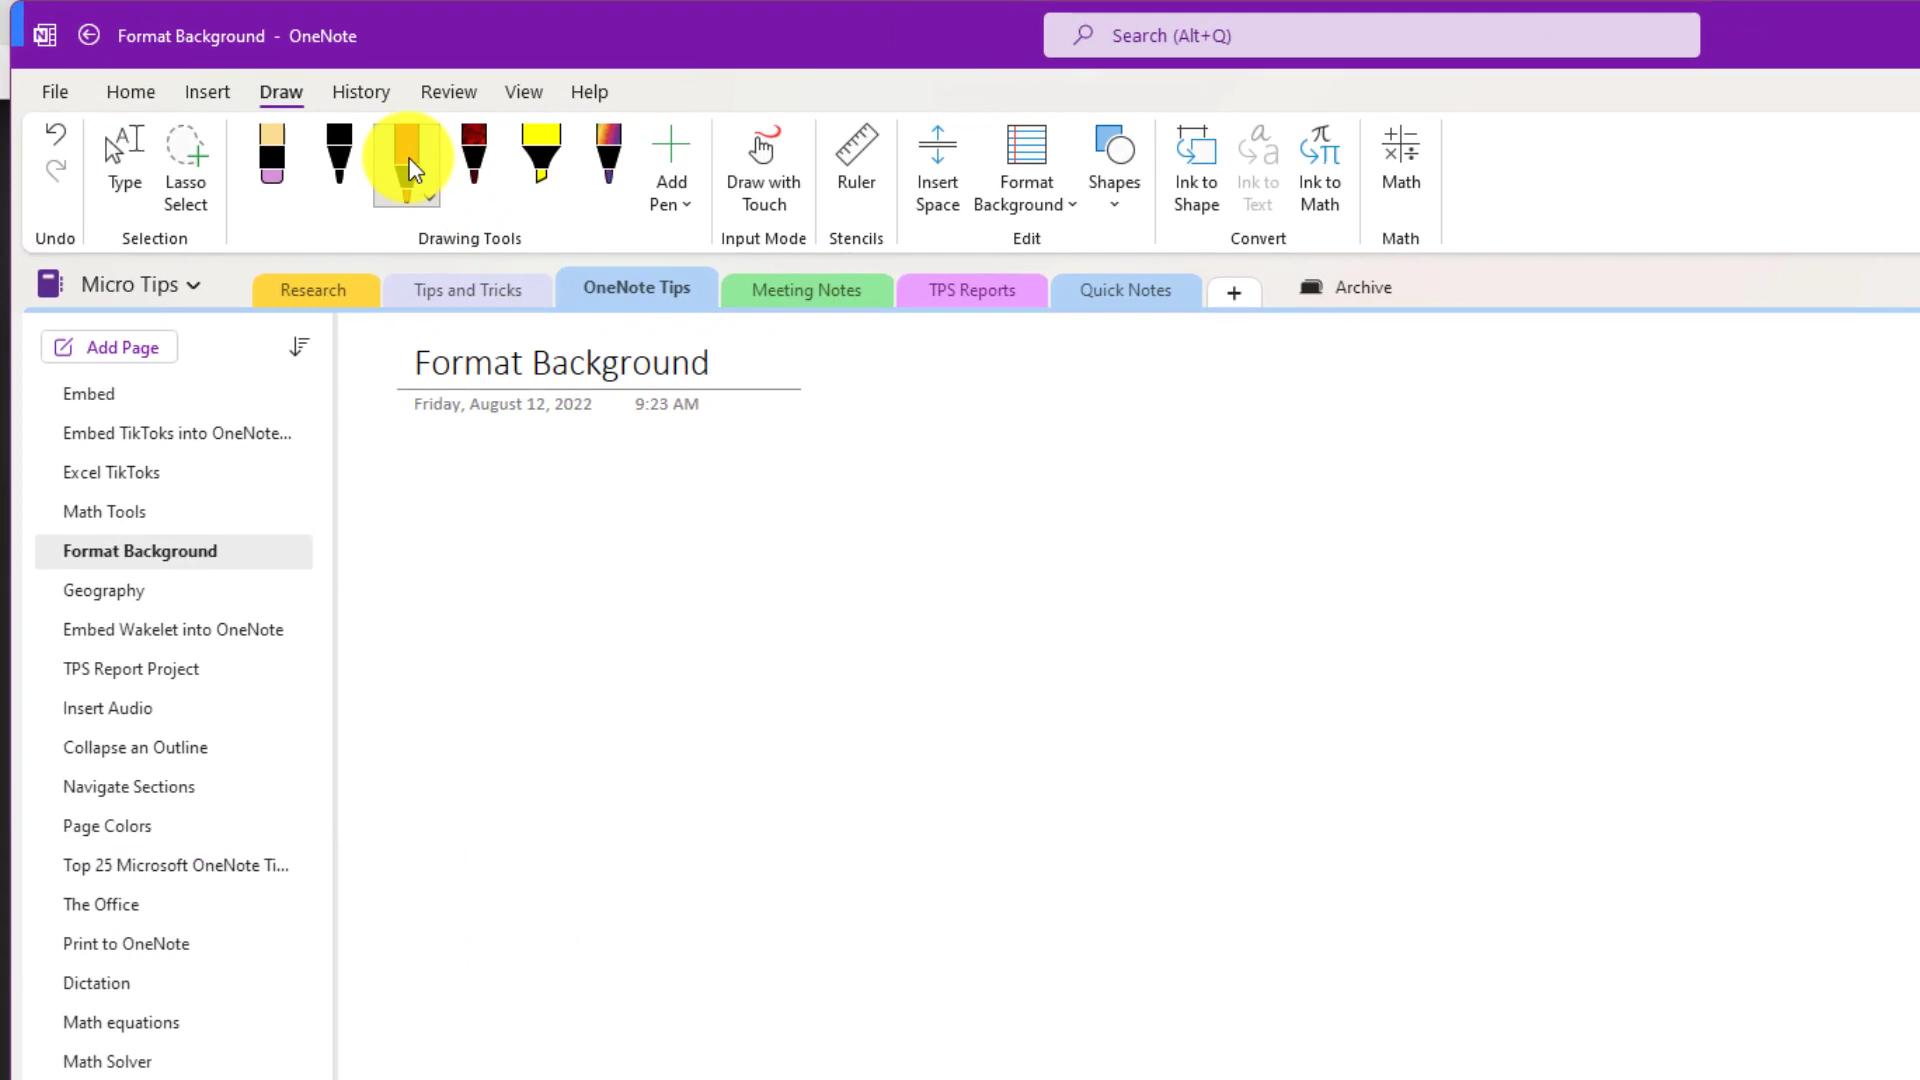 Format Background - OneNote
Search (Alt+Q)
File Home Insert Draw History Review View Help
Type
Lasso Select
Add Pen
Draw with Touch
Ruler
Insert Space
Format Background
Shapes
Ink to Shape
Ink to Text
Ink to Math
Math
Undo Selection Drawing Tools Input Mode Stencils Edit Convert Math
Micro Tips Research Tips and Tricks OneNote Tips Meeting Notes TPS Reports Quick Notes + Archive
Add Page
Embed
Embed TikToks into OneNote...
Excel TikToks
Math Tools
Format Background
Geography
Embed Wakelet into OneNote
TPS Report Project
Insert Audio
Collapse an Outline
Navigate Sections
Page Colors
Top 25 Microsoft OneNote Ti...
The Office
Print to OneNote
Dictation
Math equations
Math Solver
Format Background
Friday, August 12, 2022 9:23 AM